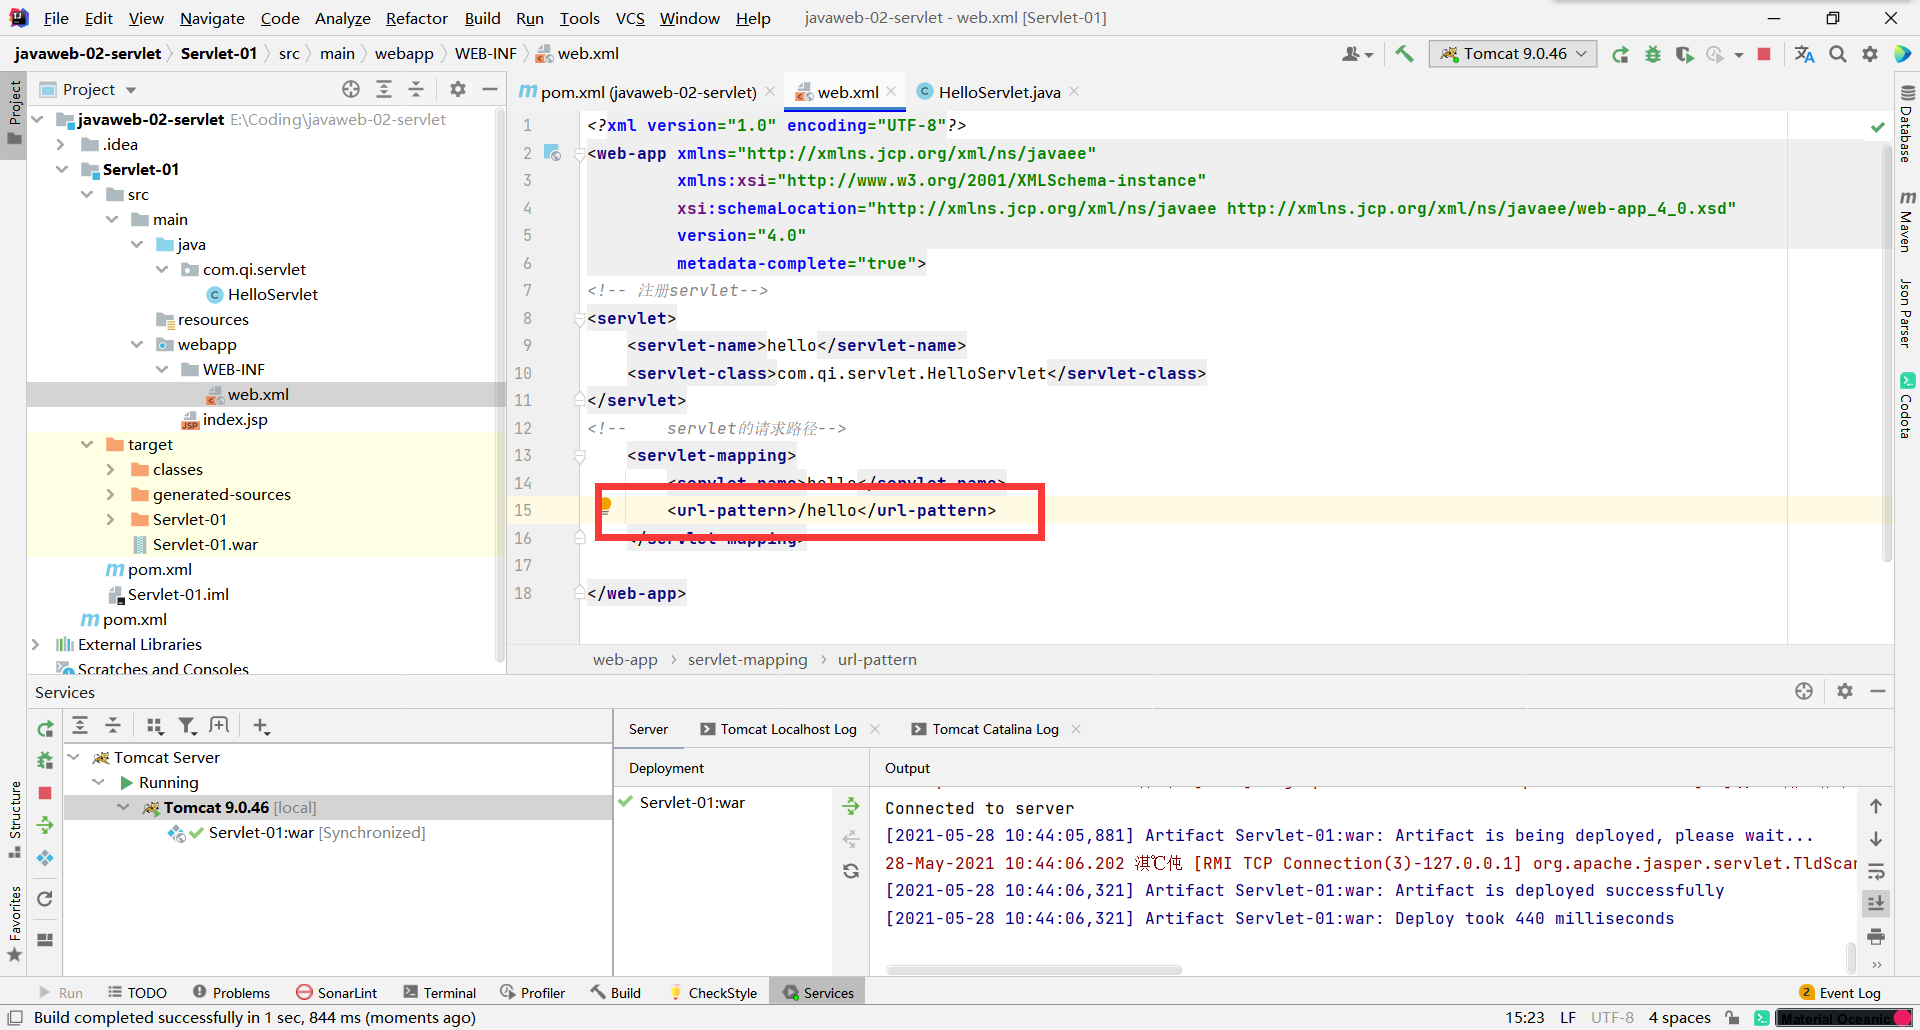 File Edit View Navigate Code Analyze Refactor Build Run Tools VCS Window Help javaweb-02-servlet - web.xml [Servlet-01]
javaweb-02-servlet Servlet-01 src main webapp WEB-INF web.xml Tomcat 9.0.46
Project
Project
pom.xml (javaweb-02-servlet) web.xml HelloServlet.java
javaweb-02-servlet E:\Coding\javaweb-02-servlet
.idea
Servlet-01
src
main
java
com.qi.servlet
HelloServlet
resources
webapp
WEB-INF
web.xml
index.jsp
target
classes
generated-sources
Servlet-01
Servlet-01.war
pom.xml
Servlet-01.iml
pom.xml
External Libraries
Scratches and Consoles
1 <?xml version="1.0" encoding="UTF-8"?>
2 <web-app xmlns="http://xmlns.jcp.org/xml/ns/javaee"
3 xmlns:xsi="http://www.w3.org/2001/XMLSchema-instance"
4 xsi:schemaLocation="http://xmlns.jcp.org/xml/ns/javaee http://xmlns.jcp.org/xml/ns/javaee/web-app_4_0.xsd"
5 version="4.0"
6 metadata-complete="true">
7 <!-- 注册servlet-->
8 <servlet>
9 <servlet-name>hello</servlet-name>
10 <servlet-class>com.qi.servlet.HelloServlet</servlet-class>
11 </servlet>
12 <!-- servlet的请求路径-->
13 <servlet-mapping>
14 <servlet-name>hello</servlet-name>
15 <url-pattern>/hello</url-pattern>
16 </servlet-mapping>
17
18 </web-app>
web-app servlet-mapping url-pattern
Database
Maven
Json Parser
Codota
Services
Structure
Favorites
Tomcat Server
Running
Tomcat 9.0.46 [local]
Servlet-01:war [Synchronized]
Server Tomcat Localhost Log Tomcat Catalina Log
Deployment Output
Servlet-01:war
Connected to server
[2021-05-28 10:44:05,881] Artifact Servlet-01:war: Artifact is being deployed, please wait...
28-May-2021 10:44:06.202 淇℃伅 [RMI TCP Connection(3)-127.0.0.1] org.apache.jasper.servlet.TldScan
[2021-05-28 10:44:06,321] Artifact Servlet-01:war: Artifact is deployed successfully
[2021-05-28 10:44:06,321] Artifact Servlet-01:war: Deploy took 440 milliseconds
Run TODO Problems SonarLint Terminal Profiler Build CheckStyle Services 2 Event Log
Build completed successfully in 1 sec, 844 ms (moments ago) 15:23 LF UTF-8 4 spaces Material Oceanic